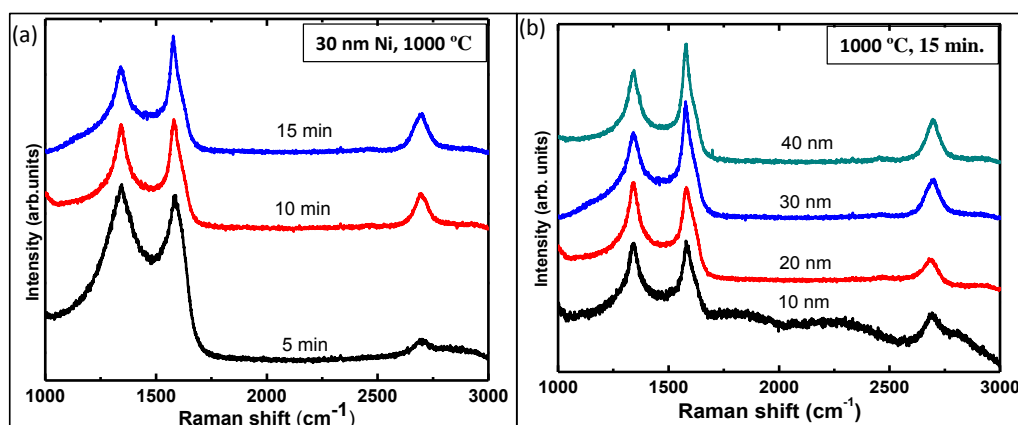 (a)
30 nm Ni, 1000 ºC
15 min
10 min
5 min
Intensity (arb.units)
1000 1500 2000 2500 3000
Raman shift (cm-1)
(b)
1000 ºC, 15 min.
40 nm
30 nm
20 nm
10 nm
Intensity (arb. units)
1000 1500 2000 2500 3000
Raman shift (cm-1)